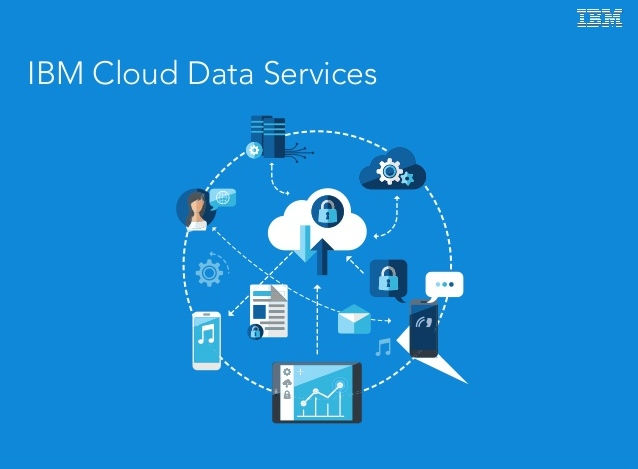 IBM
IBM Cloud Data Services